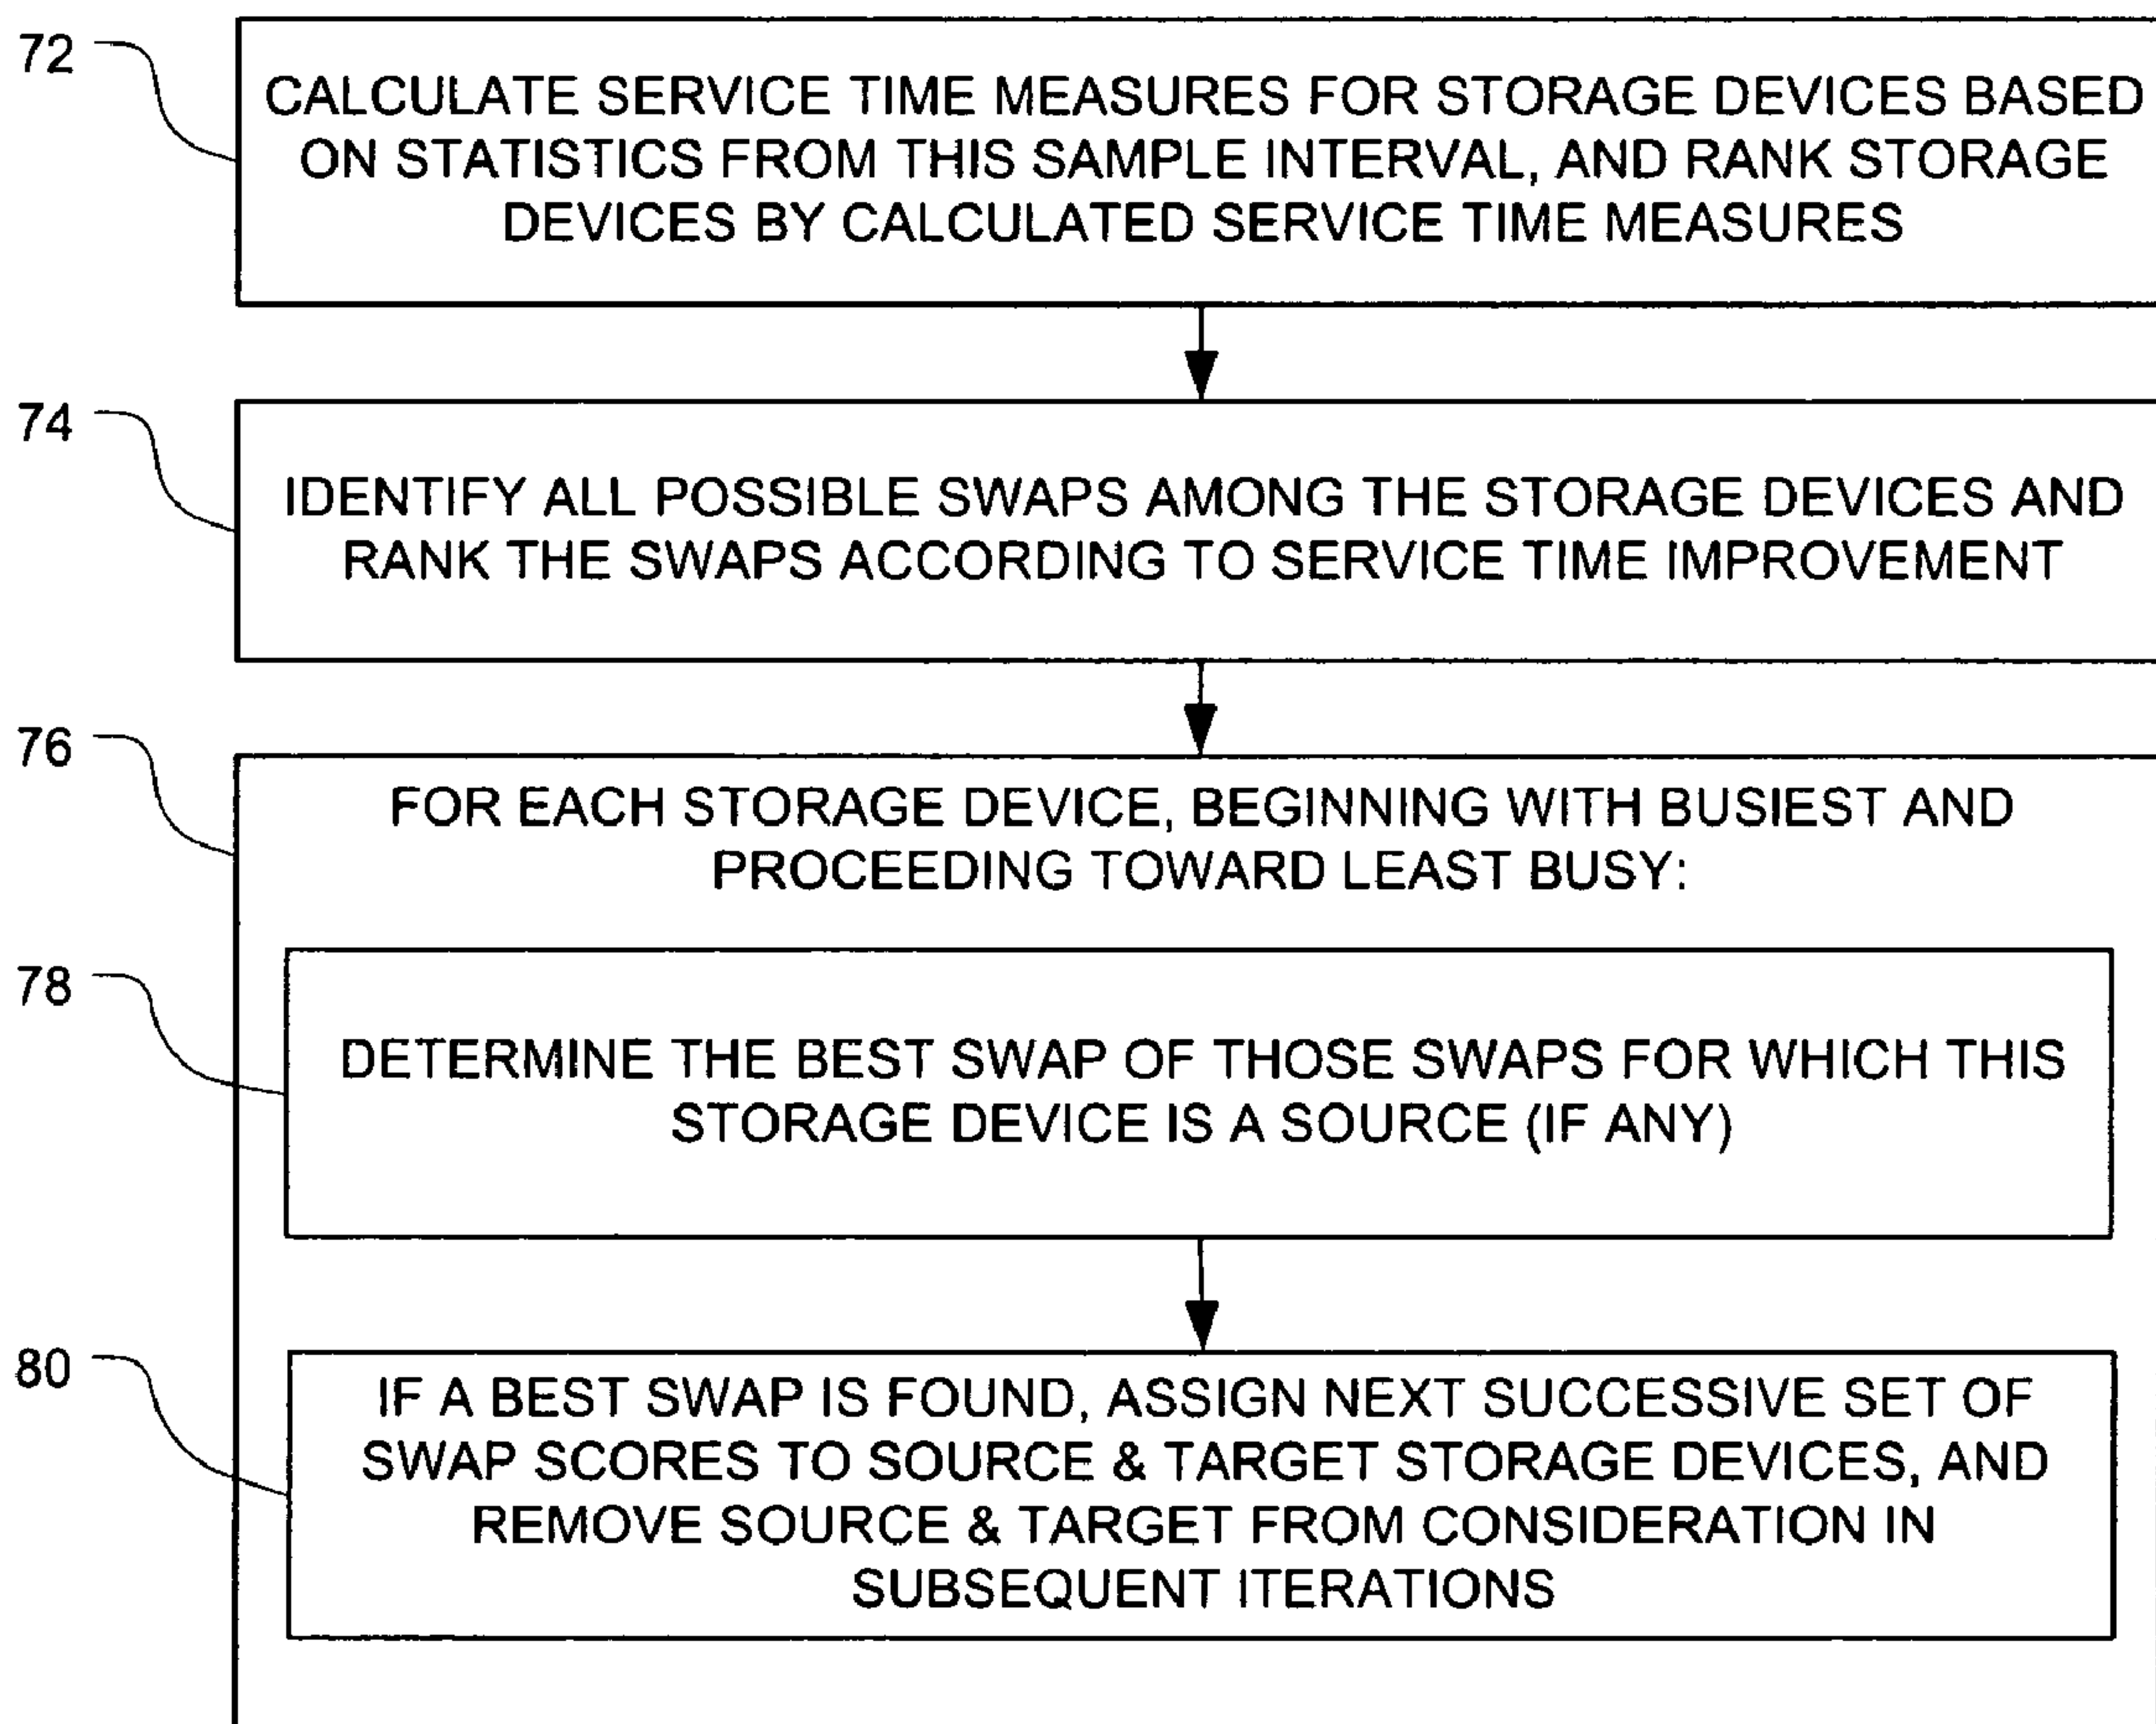 72
CALCULATE SERVICE TIME MEASURES FOR STORAGE DEVICES BASED
ON STATISTICS FROM THIS SAMPLE INTERVAL, AND RANK STORAGE
DEVICES BY CALCULATED SERVICE TIME MEASURES
74
IDENTIFY ALL POSSIBLE SWAPS AMONG THE STORAGE DEVICES AND
RANK THE SWAPS ACCORDING TO SERVICE TIME IMPROVEMENT
76
FOR EACH STORAGE DEVICE, BEGINNING WITH BUSIEST AND
PROCEEDING TOWARD LEAST BUSY:
78
DETERMINE THE BEST SWAP OF THOSE SWAPS FOR WHICH THIS
STORAGE DEVICE IS A SOURCE (IF ANY)
80
IF A BEST SWAP IS FOUND, ASSIGN NEXT SUCCESSIVE SET OF
SWAP SCORES TO SOURCE & TARGET STORAGE DEVICES, AND
REMOVE SOURCE & TARGET FROM CONSIDERATION IN
SUBSEQUENT ITERATIONS